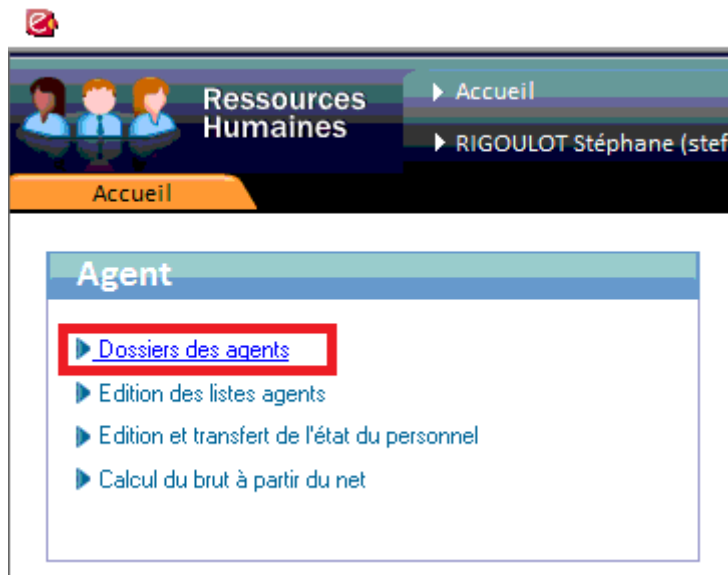 Ressources
Humaines
Accueil
RIGOULOT Stéphane (stef
Accueil
Agent
Dossiers des agents
Edition des listes agents
Edition et transfert de l'état du personnel
Calcul du brut à partir du net